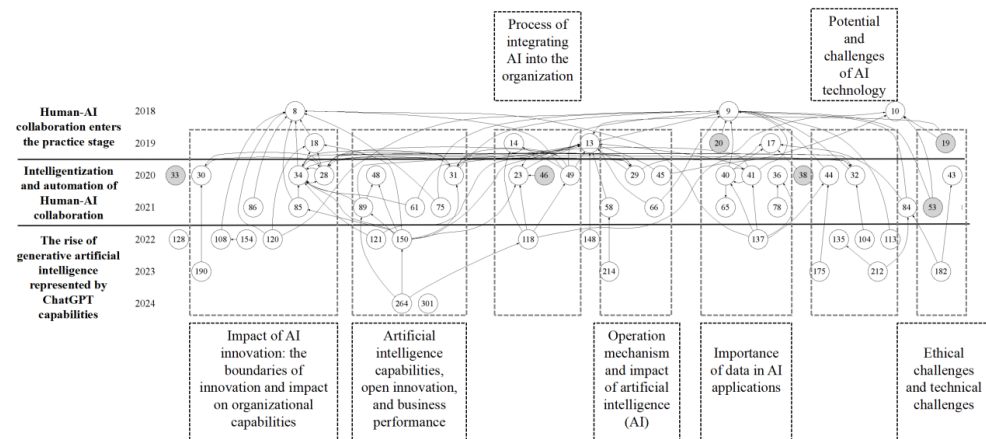 Process of
integrating
AI into the
organization
Potential
and
challenges
of AI
technology
Human-AI
collaboration enters
the practice stage
2018
8
9
10
2019
18
14
13
20
17
19
Intelligentization and automation of
Human-AI
collaboration
2020
33
30
34
28
48
31
23
46
49
29
45
40
41
36
38
44
32
43
2021
86
85
89
61
75
58
66
65
78
84
53
The rise of
generative artificial
intelligence
represented by
ChatGPT
capabilities
2022
128
108
154
120
121
150
118
148
137
135
104
113
2023
190
214
175
212
182
2024
264
301
Impact of AI
innovation: the
boundaries of
innovation and impact
on organizational
capabilities
Artificial
intelligence
capabilities,
open innovation,
and business
performance
Operation
mechanism
and impact
of artificial
intelligence
(AI)
Importance
of data in AI
applications
Ethical
challenges
and technical
challenges